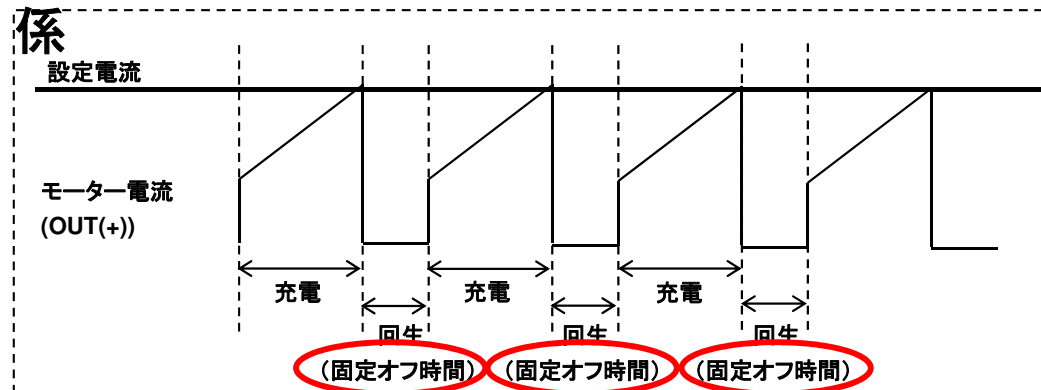 係
設定電流
モーター電流
(OUT(+))
充電 充電 充電
回生 回生 回生
（固定オフ時間） （固定オフ時間） （固定オフ時間）